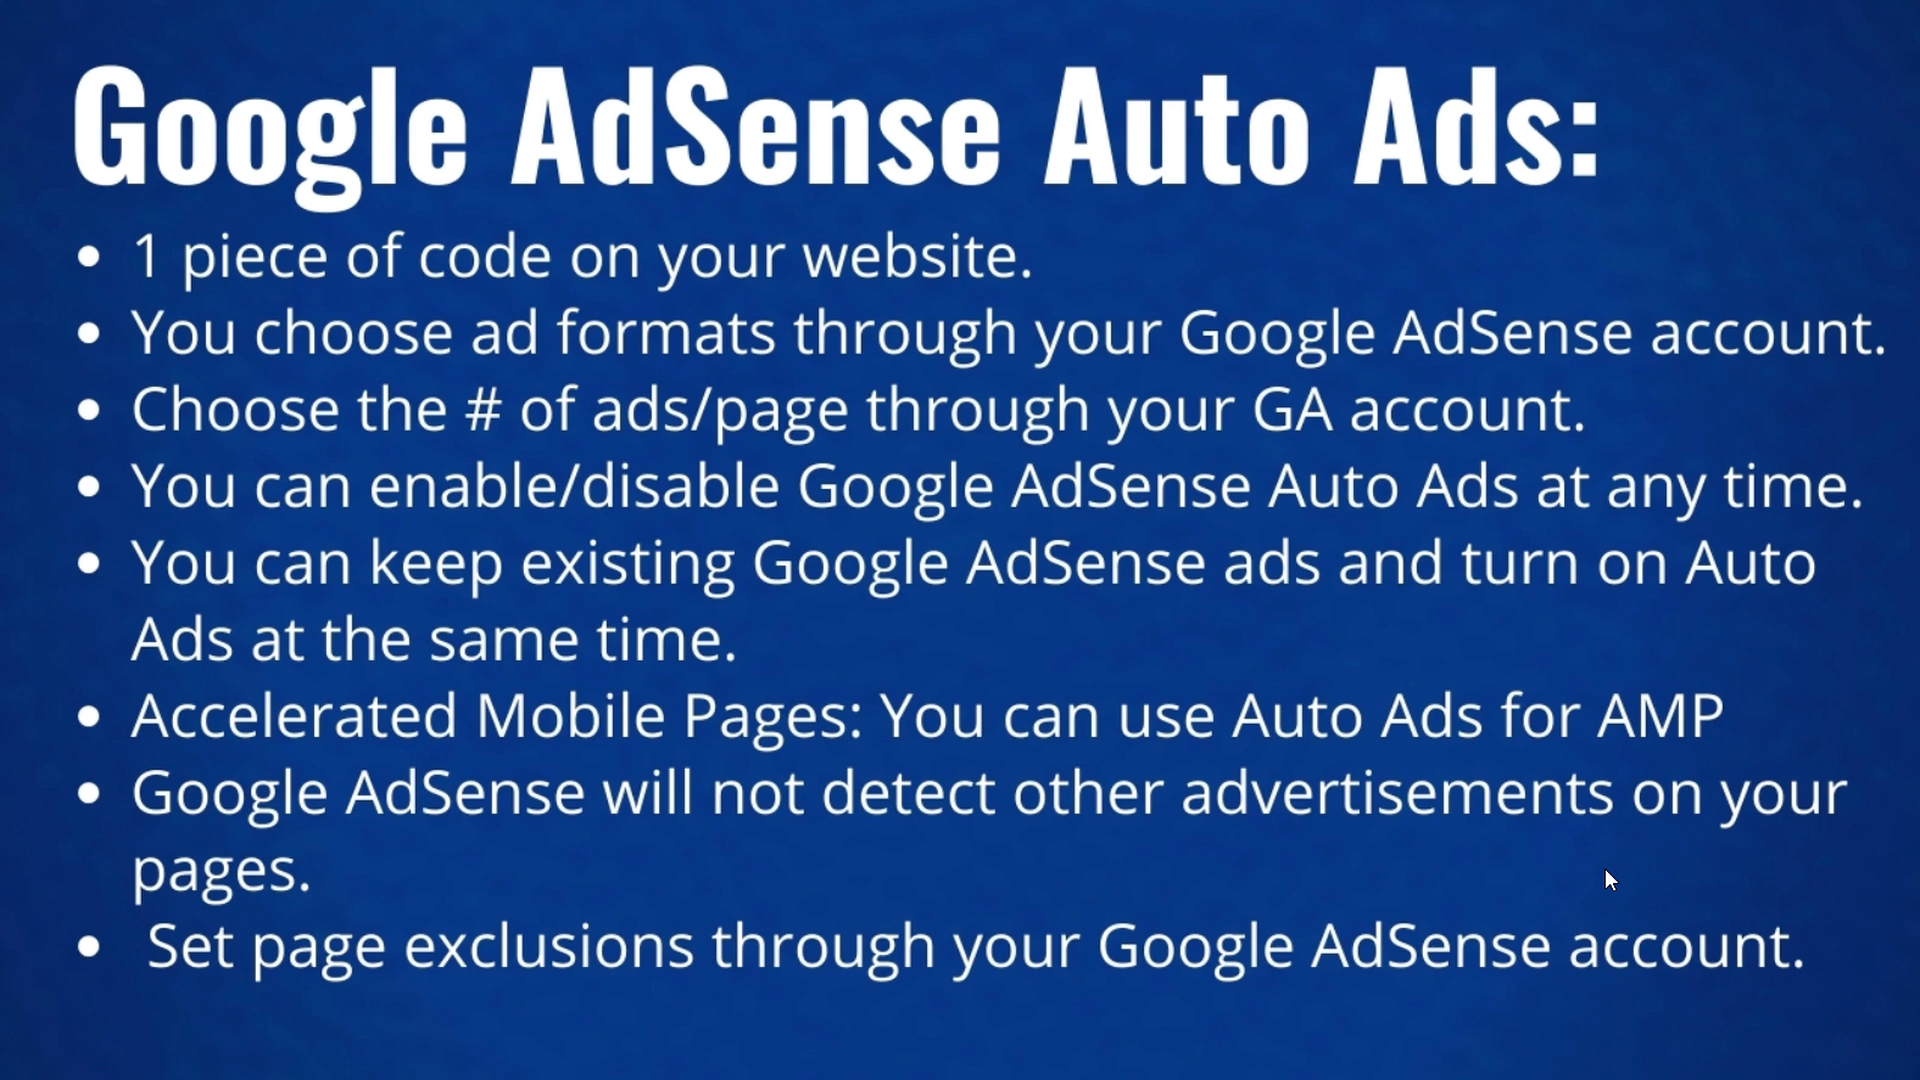 Google AdSense Auto Ads:
• 1 piece of code on your website.
• You choose ad formats through your Google AdSense account.
• Choose the # of ads/page through your GA account.
• You can enable/disable Google AdSense Auto Ads at any time.
• You can keep existing Google AdSense ads and turn on Auto
Ads at the same time.
• Accelerated Mobile Pages: You can use Auto Ads for AMP
• Google AdSense will not detect other advertisements on your
pages.
• Set page exclusions through your Google AdSense account.